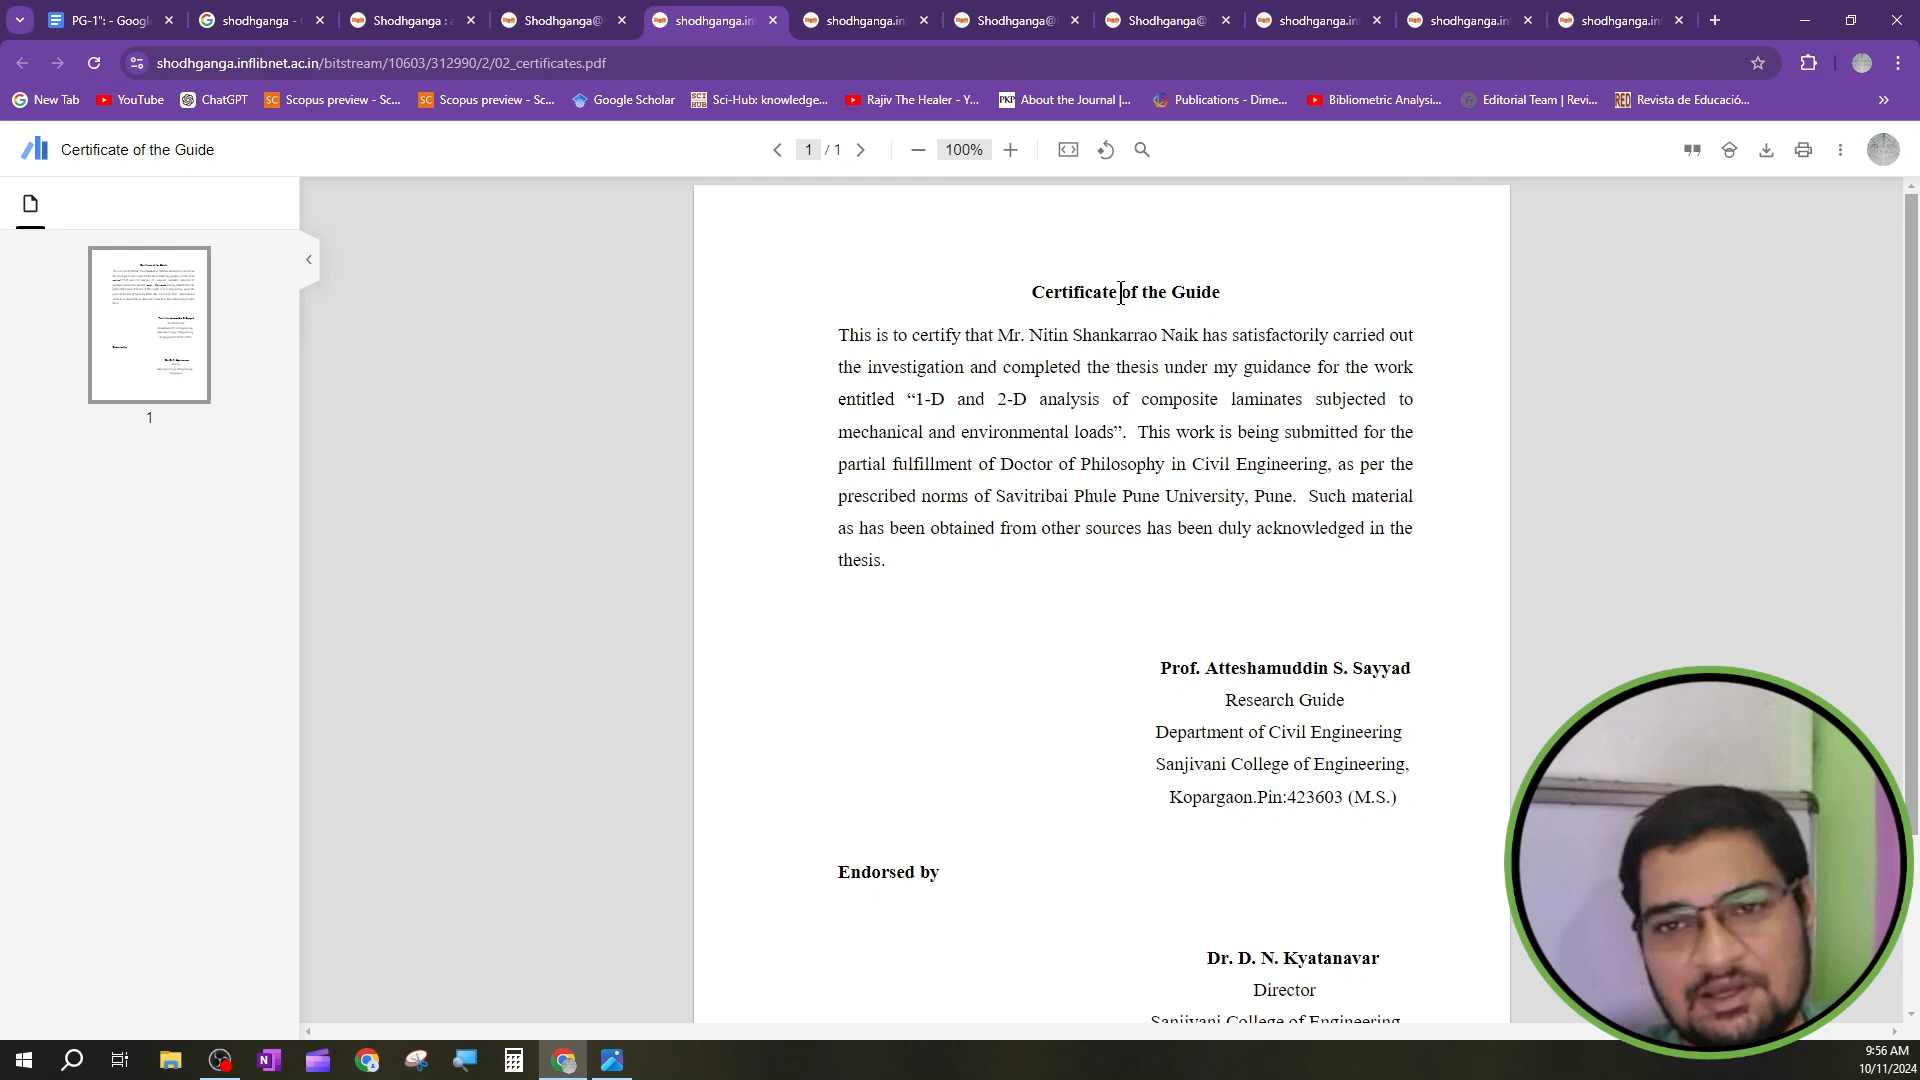 PG-1": - Google
shodhganga -
Shodhganga :
Shodhganga@
shodhganga.in
shodhganga.in
Shodhganga@
Shodhganga@
shodhganga.in
shodhganga.in
shodhganga.in
shodhganga.inflibnet.ac.in/bitstream/10603/312990/2/02_certificates.pdf
New Tab
YouTube
ChatGPT
Scopus preview - Sc...
Scopus preview - Sc...
Google Scholar
Sci-Hub: knowledge...
Rajiv The Healer - Y...
About the Journal |...
Publications - Dime...
Bibliometric Analysi...
Editorial Team | Revi...
Revista de Educació...
Certificate of the Guide
1 / 1
100%
1
Certificate of the Guide
This is to certify that Mr. Nitin Shankarrao Naik has satisfactorily carried out
the investigation and completed the thesis under my guidance for the work
entitled “1-D and 2-D analysis of composite laminates subjected to
mechanical and environmental loads”. This work is being submitted for the
partial fulfillment of Doctor of Philosophy in Civil Engineering, as per the
prescribed norms of Savitribai Phule Pune University, Pune. Such material
as has been obtained from other sources has been duly acknowledged in the
thesis.
Prof. Atteshamuddin S. Sayyad
Research Guide
Department of Civil Engineering
Sanjivani College of Engineering,
Kopargaon.Pin:423603 (M.S.)
Endorsed by
Dr. D. N. Kyatanavar
Director
Sanjivani College of Engineering
9:56 AM
10/11/2024